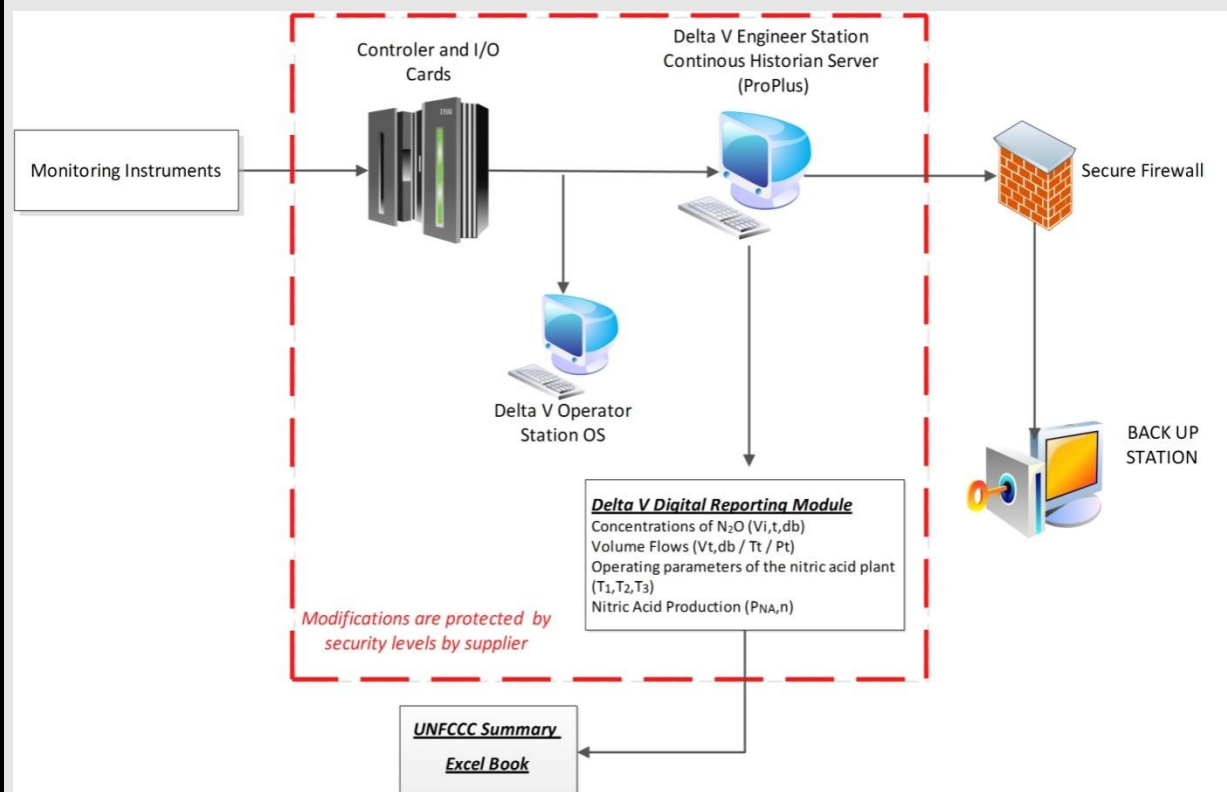 Controler and I/O
Cards
Delta V Engineer Station
Continous Historian Server
(ProPlus)
Monitoring Instruments
Secure Firewall
Delta V Operator
Station OS
BACK UP
STATION
Delta V Digital Reporting Module
Concentrations of N₂O (Vi,t,db)
Volume Flows (Vt,db / Tt / Pt)
Operating parameters of the nitric acid plant
(T₁,T₂,T₃)
Nitric Acid Production (PNA,n)
Modifications are protected by
security levels by supplier
UNFCCC Summary
Excel Book